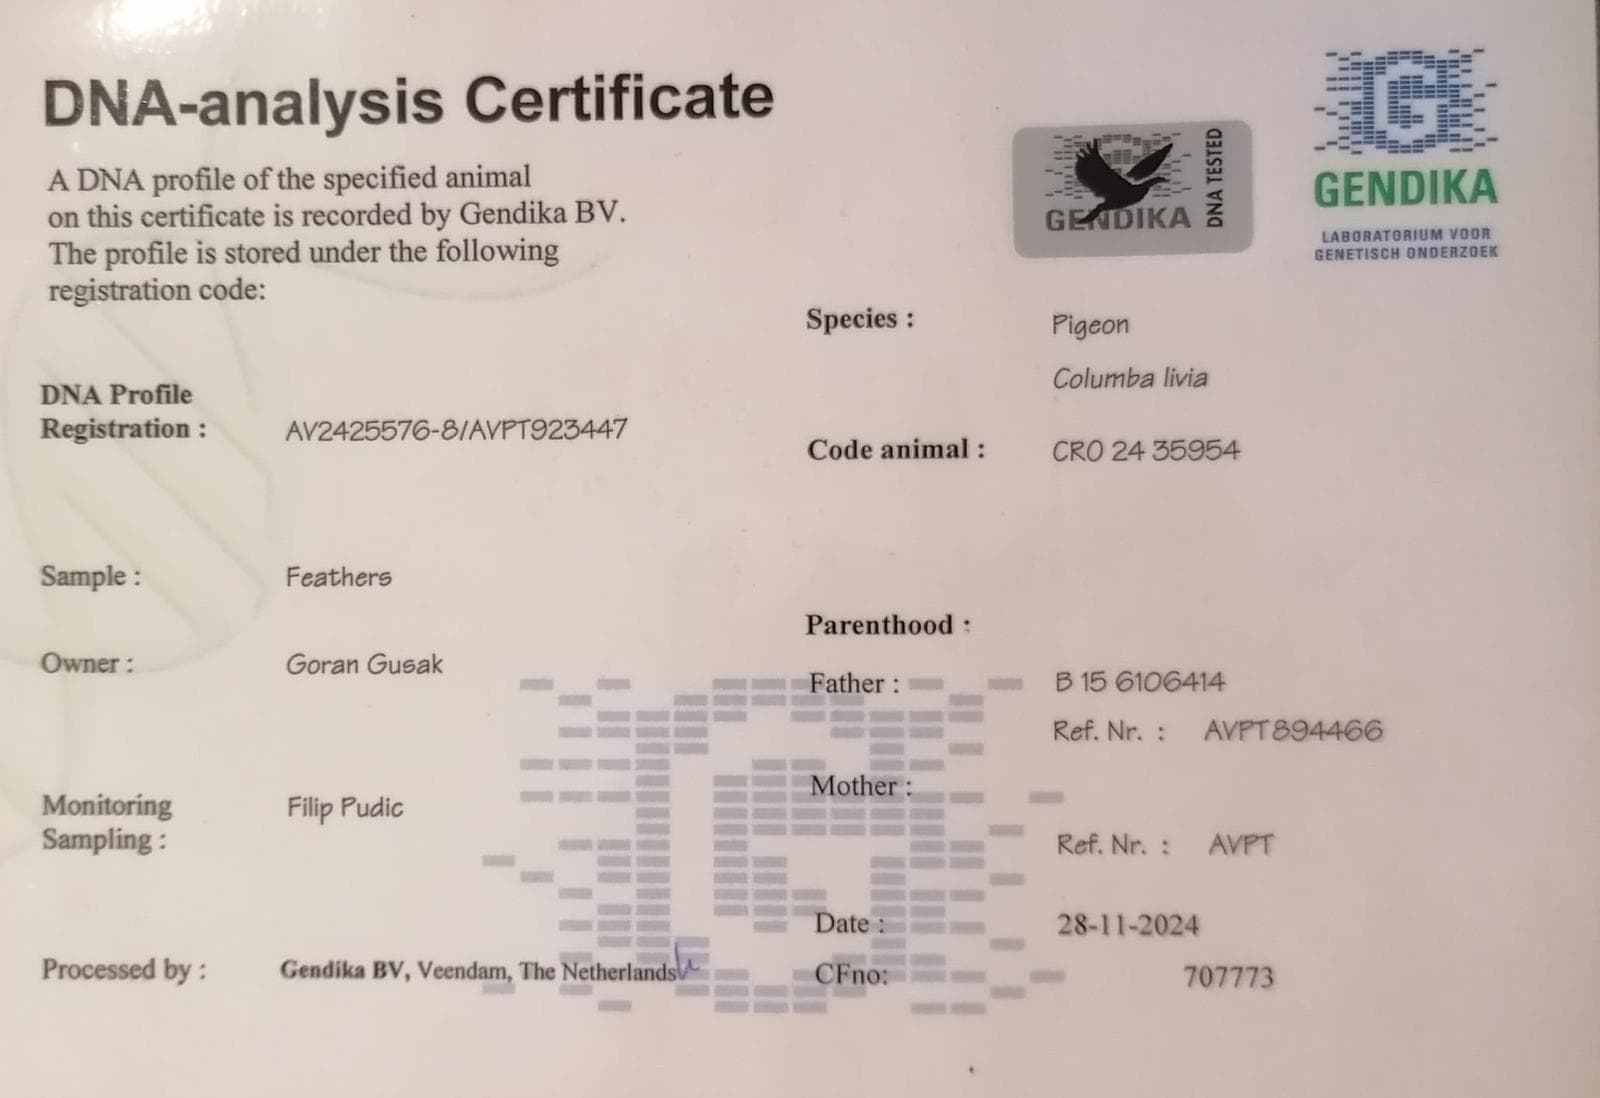 DNA-analysis Certificate
A DNA profile of the specified animal
on this certificate is recorded by Gendika BV.
The profile is stored under the following
registration code:
GENDIKA
DNA TESTED
GENDIKA
LABORATORIUM VOOR
GENETISCH ONDERZOEK
DNA Profile
Registration : AV2425576-8/AVPT923447
Sample : Feathers
Owner : Goran Gusak
Monitoring
Sampling : Filip Pudic
Processed by : Gendika BV, Veendam, The Netherlands
Species : Pigeon
Columba livia
Code animal : CRO 24 35954
Parenthood :
Father : B 15 6106414
Ref. Nr. : AVPT894466
Mother :
Ref. Nr. : AVPT
Date : 28-11-2024
CFno: 707773